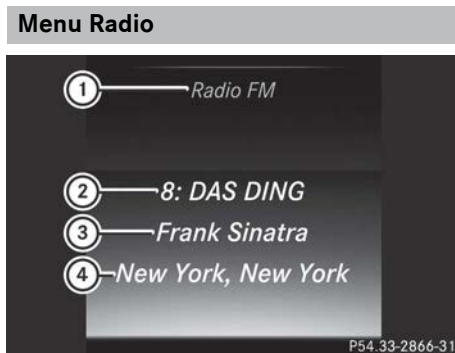 Menu Radio
1 Radio FM
2 8: DAS DING
3 Frank Sinatra
4 New York, New York
P54.33-2866-31